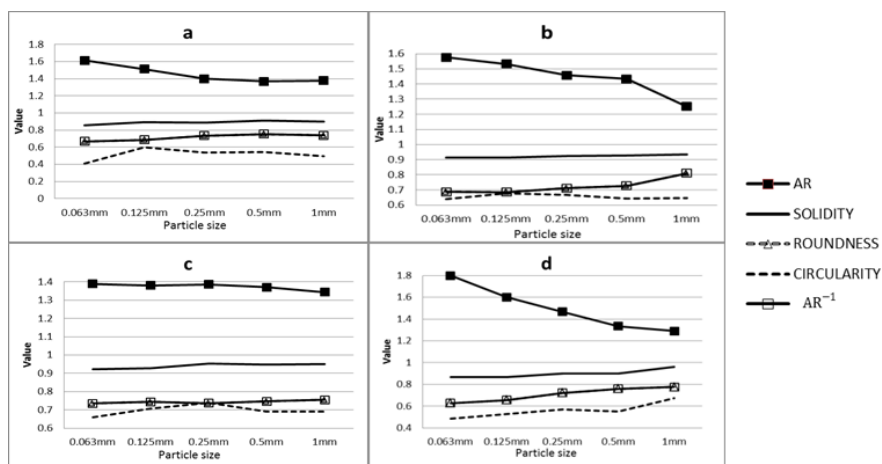 a
1.8
1.6
1.4
1.2
1
0.8
0.6
0.4
0.2
0
Value
0.063mm 0.125mm 0.25mm 0.5mm 1mm
Particle size
b
1.6
1.5
1.4
1.3
1.2
1.1
1
0.9
0.8
0.7
0.6
Value
0.063mm 0.125mm 0.25mm 0.5mm 1mm
Particle size
c
1.4
1.3
1.2
1.1
1
0.9
0.8
0.7
0.6
Value
0.063mm 0.125mm 0.25mm 0.5mm 1mm
Particle size
d
1.8
1.6
1.4
1.2
1
0.8
0.6
0.4
Value
0.063mm 0.125mm 0.25mm 0.5mm 1mm
Particle size
AR
SOLIDITY
ROUNDNESS
CIRCULARITY
AR⁻¹